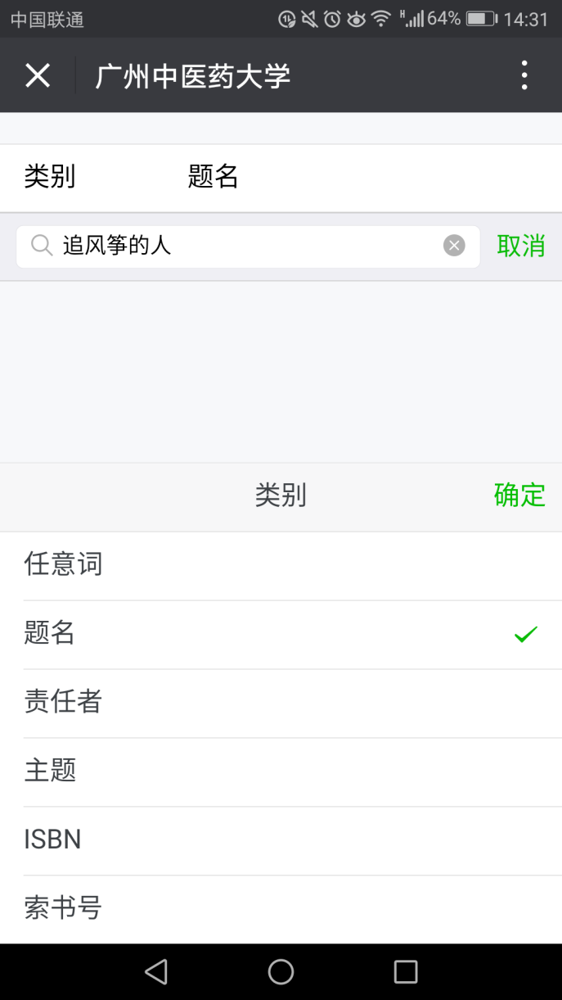 中国联通 H 64% 14:31
广州中医药大学
类别 题名
追风筝的人 取消
类别 确定
任意词
题名
责任者
主题
ISBN
索书号